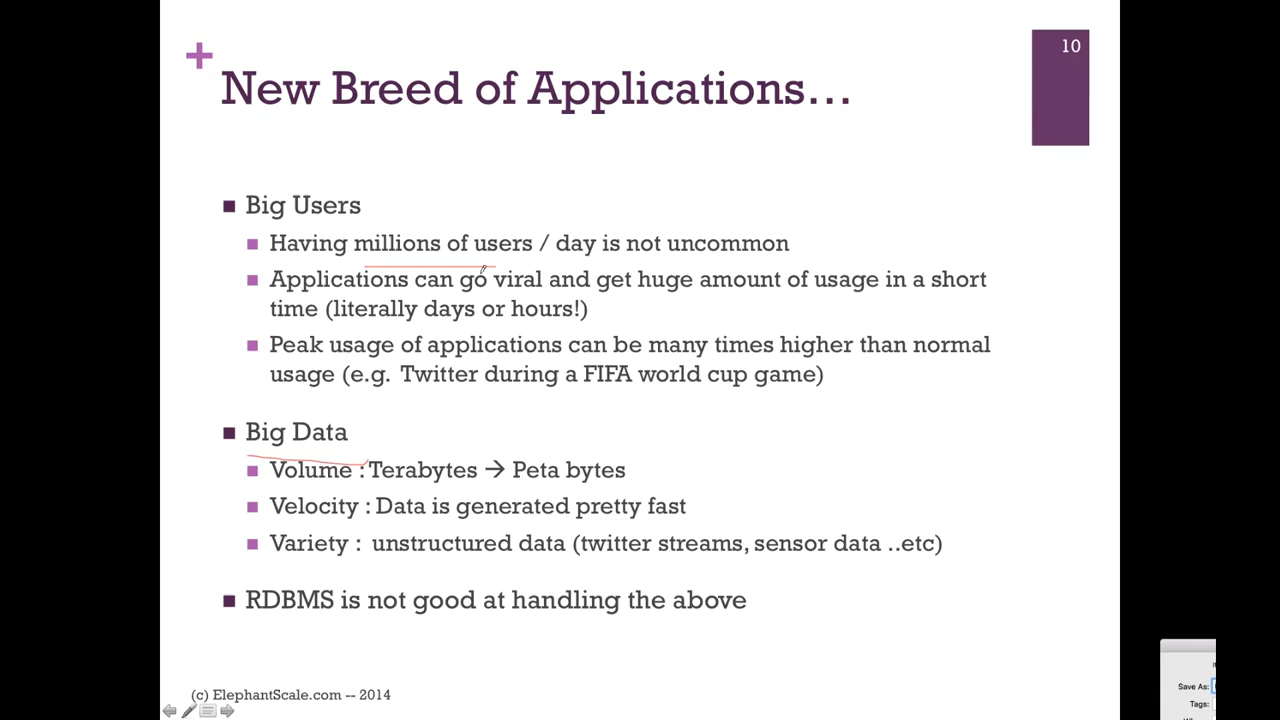 10
+
New Breed of Applications...
■ Big Users
■ Having millions of users / day is not uncommon
■ Applications can go viral and get huge amount of usage in a short
time (literally days or hours!)
■ Peak usage of applications can be many times higher than normal
usage (e.g. Twitter during a FIFA world cup game)
■ Big Data
■ Volume : Terabytes → Peta bytes
■ Velocity : Data is generated pretty fast
■ Variety : unstructured data (twitter streams, sensor data ..etc)
■ RDBMS is not good at handling the above
(c) ElephantScale.com -- 2014
Save As:
Tags: